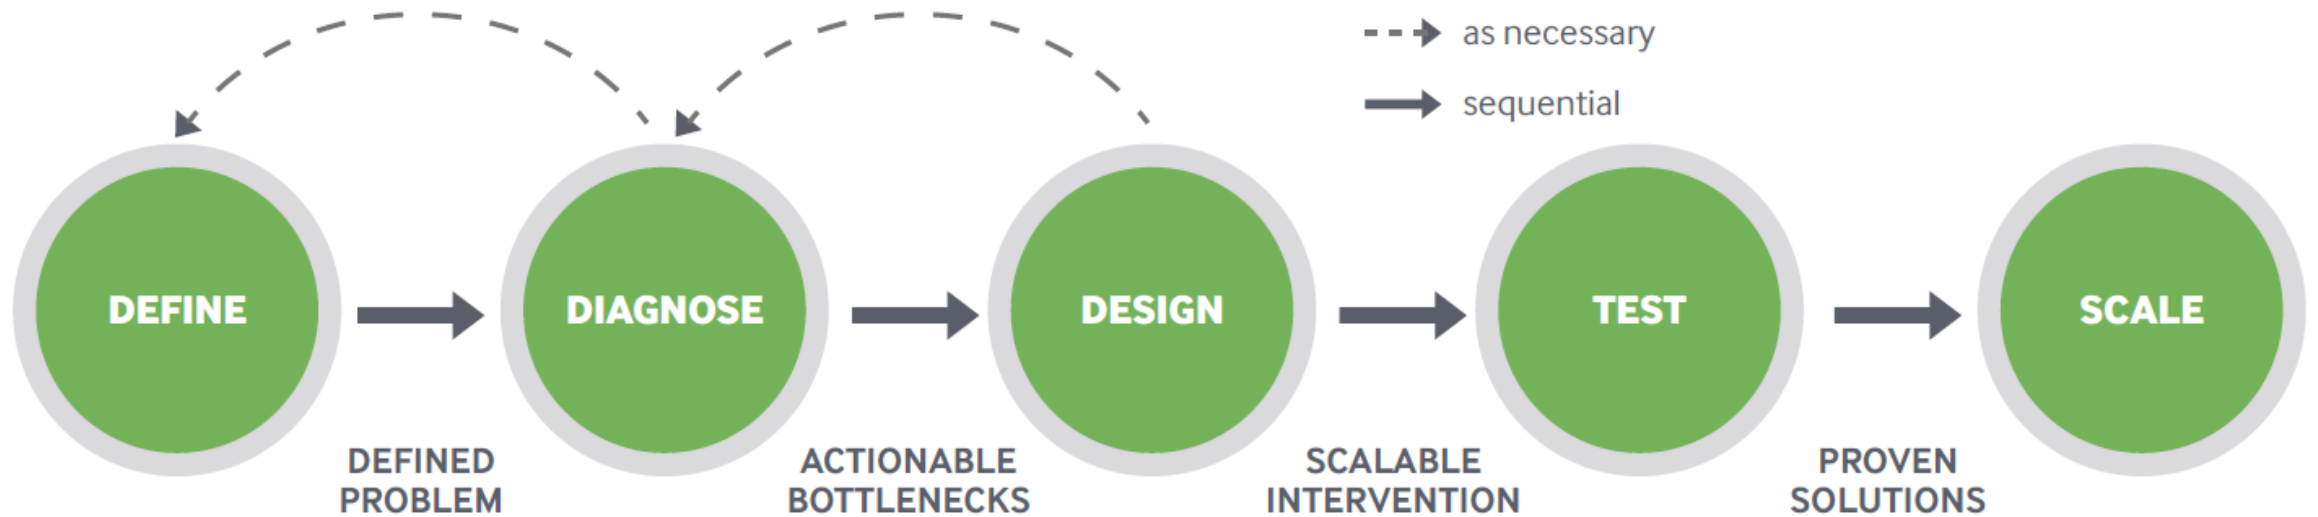 as necessary
sequential
DEFINE
DIAGNOSE
DESIGN
TEST
SCALE
DEFINED
PROBLEM
ACTIONABLE
BOTTLENECKS
SCALABLE
INTERVENTION
PROVEN
SOLUTIONS